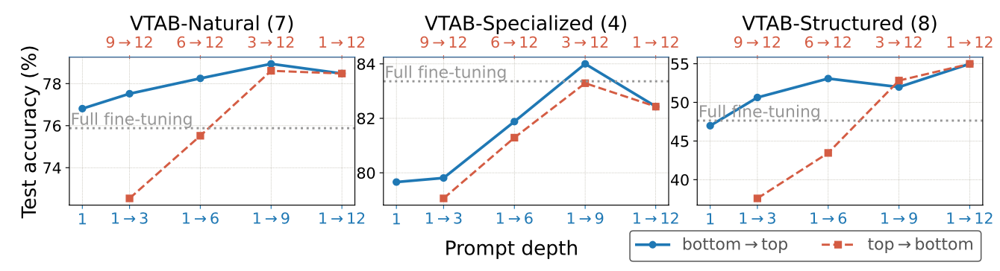 VTAB-Natural (7)
9→12 6→12 3→12 1→12
Test accuracy (%)
78
76
74
Full fine-tuning
1 1→3 1→6 1→9 1→12
VTAB-Specialized (4)
9→12 6→12 3→12 1→12
84
82
80
Full fine-tuning
1 1→3 1→6 1→9 1→12
VTAB-Structured (8)
9→12 6→12 3→12 1→12
55
50
45
40
Full fine-tuning
1 1→3 1→6 1→9 1→12
Prompt depth
bottom→top top→bottom